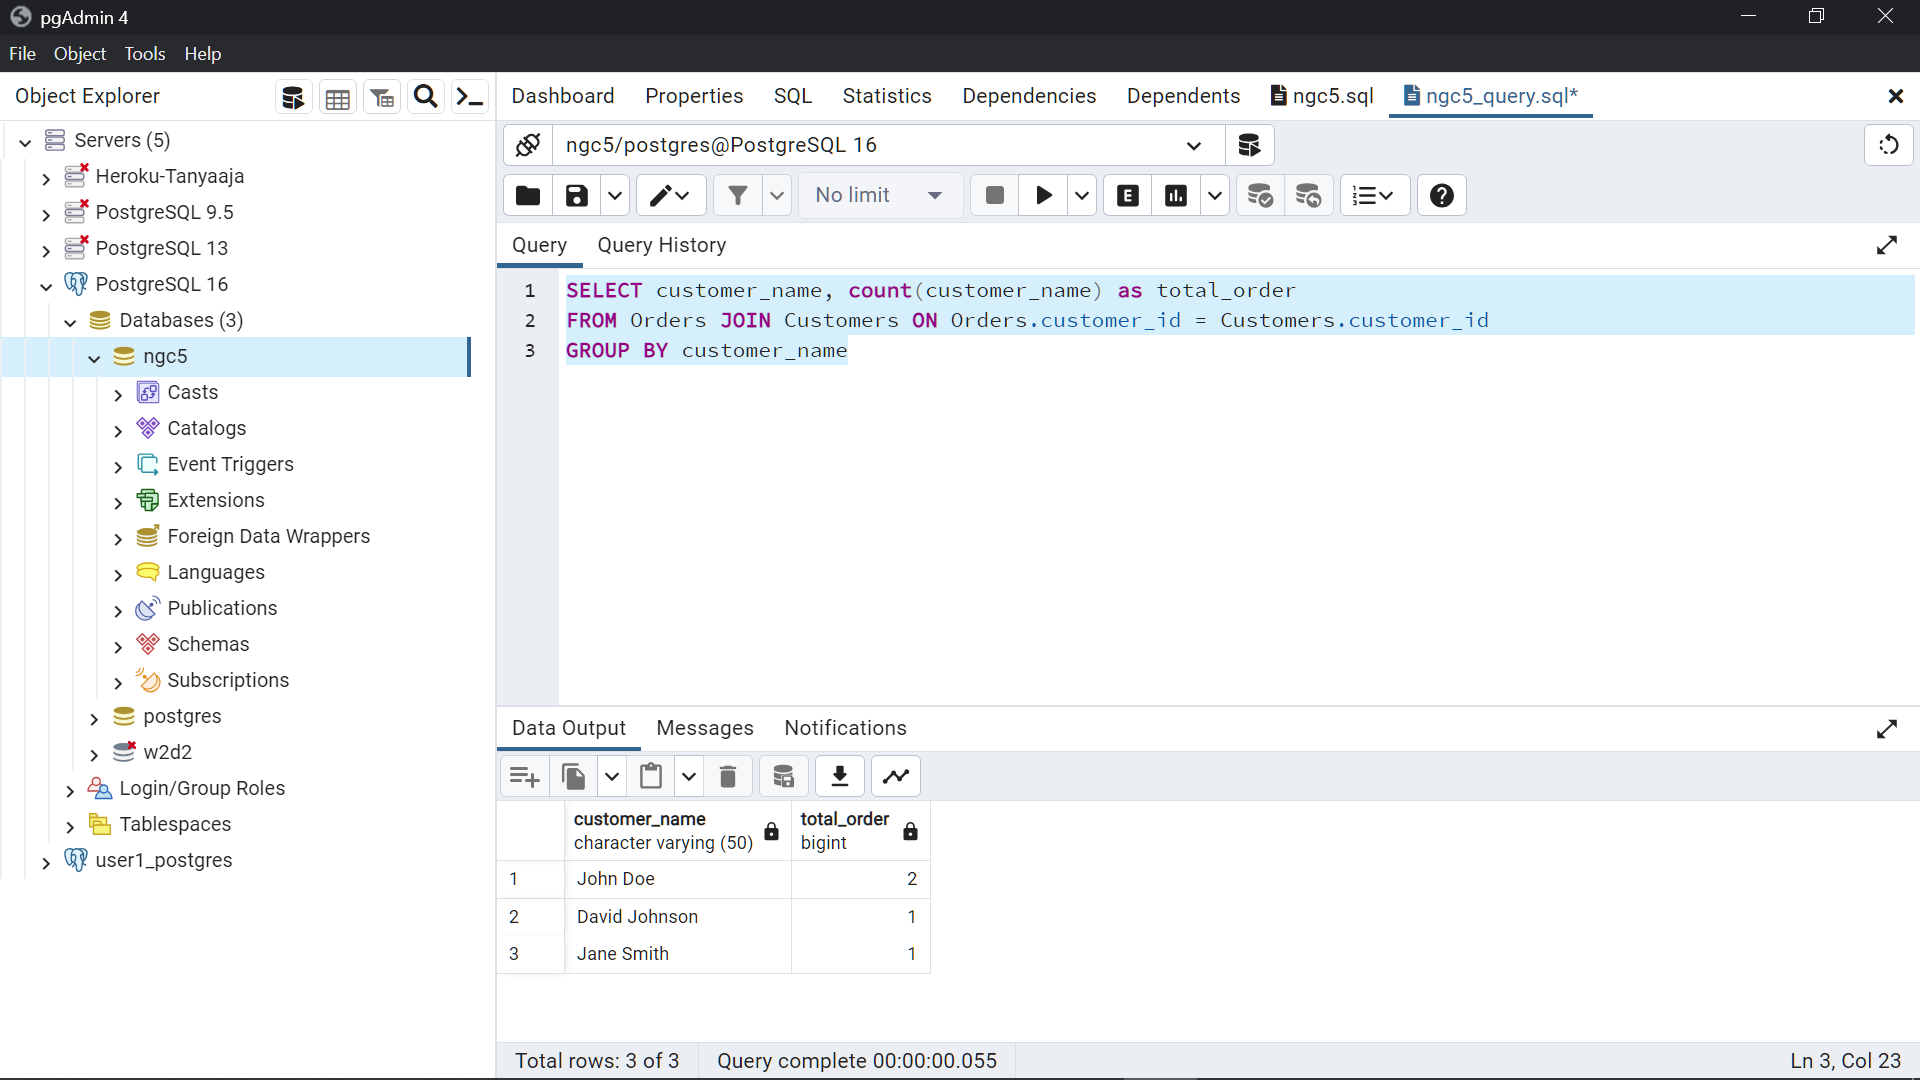 pgAdmin 4
File Object Tools Help
Object Explorer
Dashboard Properties SQL Statistics Dependencies Dependents ngc5.sql ngc5_query.sql*
Servers (5)
Heroku-Tanyaaja
PostgreSQL 9.5
PostgreSQL 13
PostgreSQL 16
Databases (3)
ngc5
Casts
Catalogs
Event Triggers
Extensions
Foreign Data Wrappers
Languages
Publications
Schemas
Subscriptions
postgres
w2d2
Login/Group Roles
Tablespaces
user1_postgres
ngc5/postgres@PostgreSQL 16
No limit E
Query Query History
1 SELECT customer_name, count(customer_name) as total_order
2 FROM Orders JOIN Customers ON Orders.customer_id = Customers.customer_id
3 GROUP BY customer_name
Data Output Messages Notifications
customer_name total_order
character varying (50) bigint
1 John Doe 2
2 David Johnson 1
3 Jane Smith 1
Total rows: 3 of 3 Query complete 00:00:00.055 Ln 3, Col 23